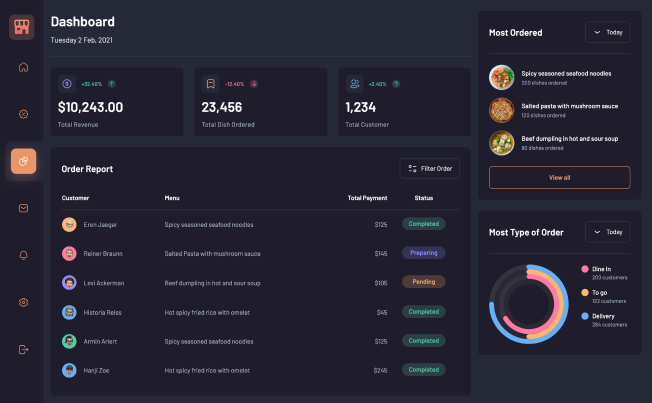 Dashboard
Tuesday 2 Feb, 2021
+32.40%
$10,243.00
Total Revenue
-12.40%
23,456
Total Dish Ordered
+2.40%
1,234
Total Customer
Order Report
Filter Order
Customer Menu Total Payment Status
Eren Jaegar Spicy seasoned seafood noodles $125 Completed
Reiner Braunn Salted Pasta with mushroom sauce $145 Preparing
Levi Ackerman Beef dumpling in hot and sour soup $105 Pending
Historia Reiss Hot spicy fried rice with omelet $45 Completed
Armin Arlert Spicy seasoned seafood noodles $125 Completed
Hanji Zoe Hot spicy fried rice with omelet $245 Completed
Most Ordered
Today
Spicy seasoned seafood noodles
200 dishes ordered
Salted pasta with mushroom sauce
120 dishes ordered
Beef dumpling in hot and sour soup
80 dishes ordered
View all
Most Type of Order
Today
Dine In
200 customers
To go
122 customers
Delivery
264 customers